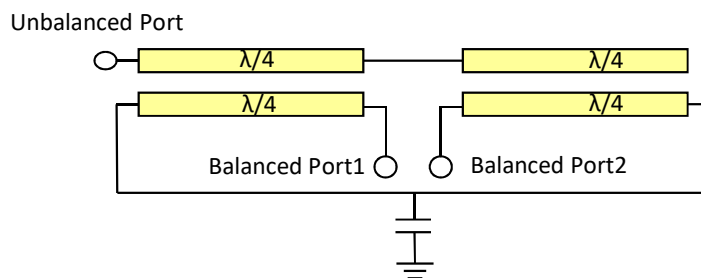 Unbalanced Port
λ/4 λ/4
λ/4 λ/4
Balanced Port1 Balanced Port2